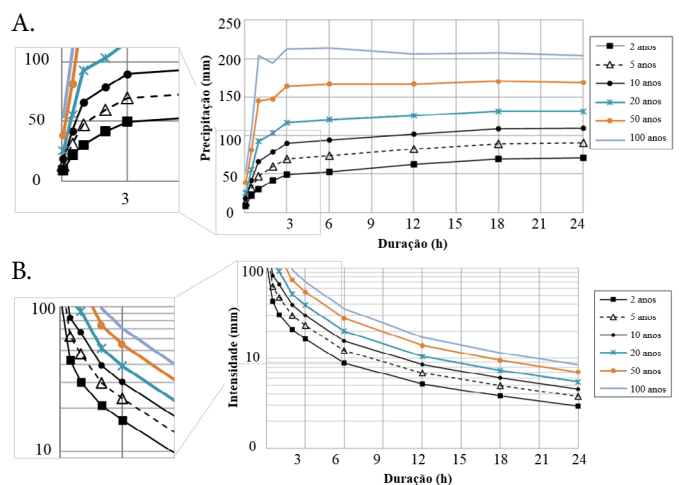 A.
100
50
0
3
Precipitação (mm)
250
200
150
100
50
0
0 3 6 9 12 15 18 21 24
Duração (h)
2 anos
5 anos
10 anos
20 anos
50 anos
100 anos
B.
100
10
Intensidade (mm)
100
10
0
3 6 9 12 15 18 21 24
Duração (h)
2 anos
5 anos
10 anos
20 anos
50 anos
100 anos